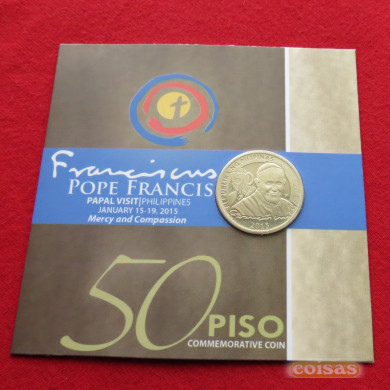 Franciscus
POPE FRANCIS
PAPAL VISIT|PHILIPPINES
JANUARY 15-19, 2015
Mercy and Compassion
2015
50 PISO
COMMEMORATIVE COIN
coisas